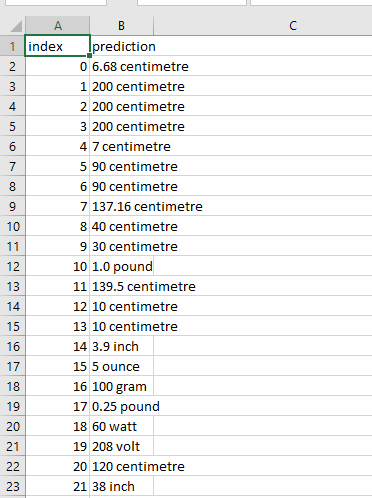 A B C
1 index prediction
2 0 6.68 centimetre
3 1 200 centimetre
4 2 200 centimetre
5 3 200 centimetre
6 4 7 centimetre
7 5 90 centimetre
8 6 90 centimetre
9 7 137.16 centimetre
10 8 40 centimetre
11 9 30 centimetre
12 10 1.0 pound
13 11 139.5 centimetre
14 12 10 centimetre
15 13 10 centimetre
16 14 3.9 inch
17 15 5 ounce
18 16 100 gram
19 17 0.25 pound
20 18 60 watt
21 19 208 volt
22 20 120 centimetre
23 21 38 inch